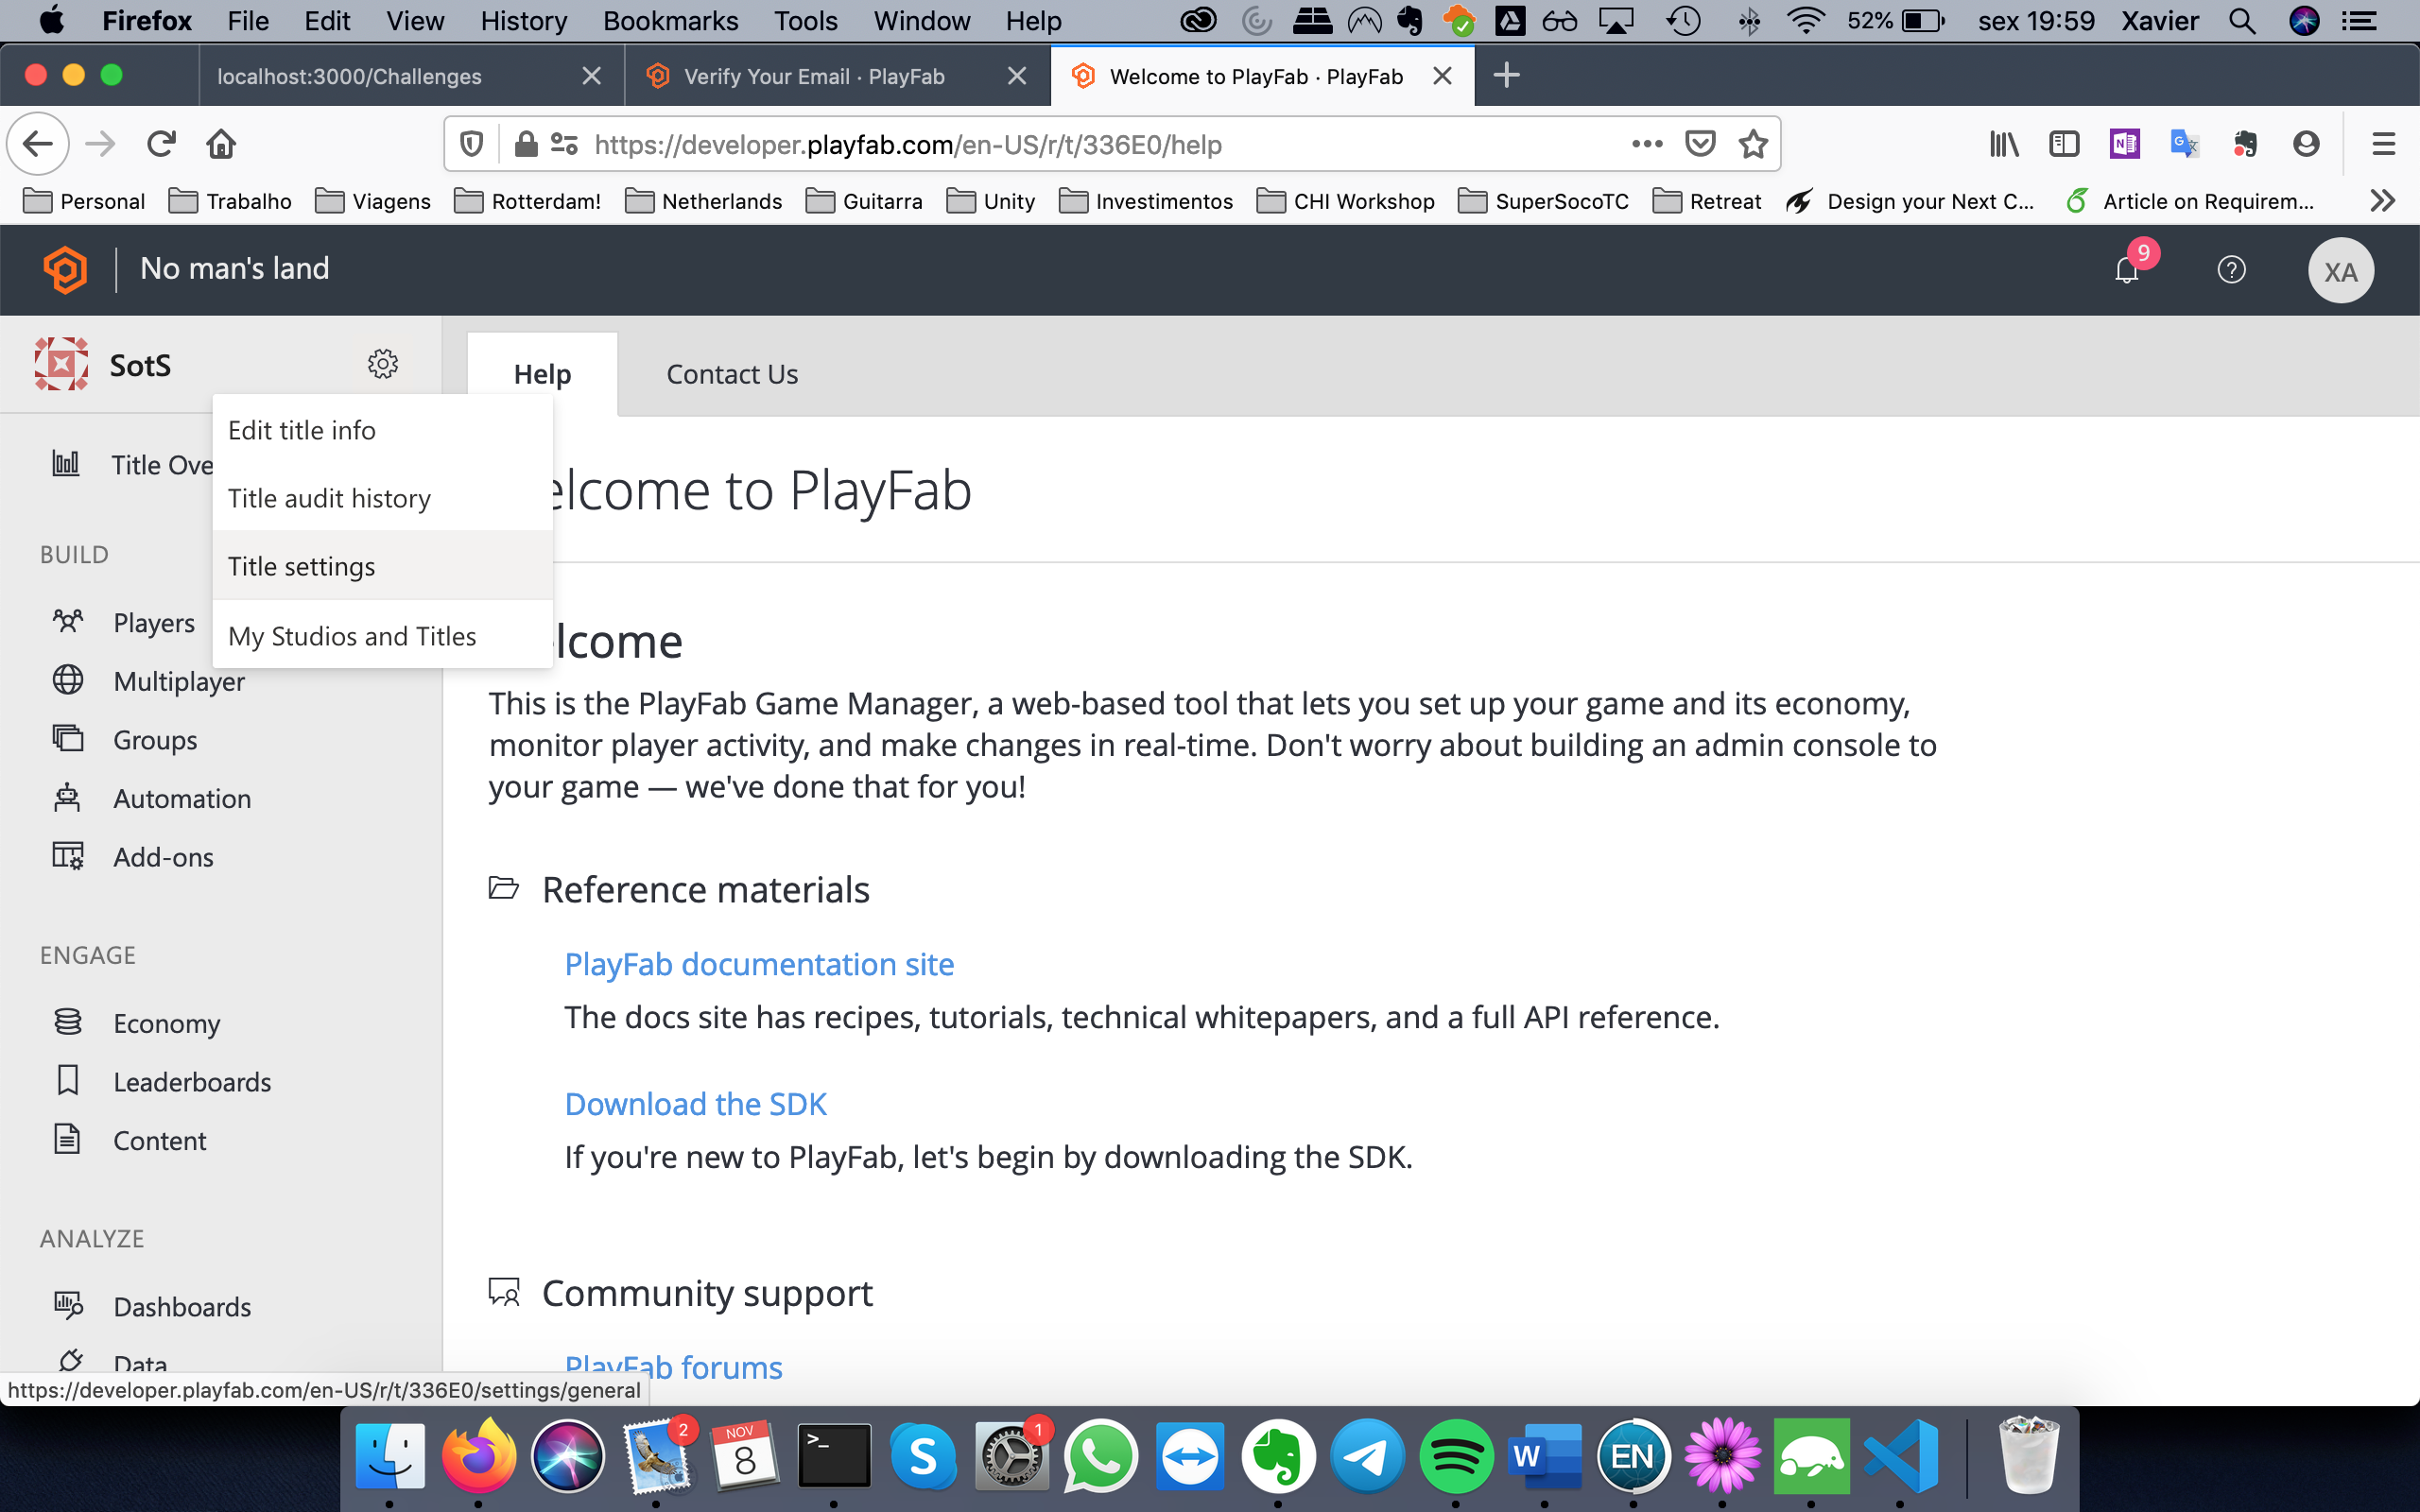 Firefox File Edit View History Bookmarks Tools Window Help 52% sex 19:59 Xavier
localhost:3000/Challenges Verify Your Email · PlayFab Welcome to PlayFab · PlayFab
https://developer.playfab.com/en-US/r/t/336E0/help
Personal Trabalho Viagens Rotterdam! Netherlands Guitarra Unity Investimentos CHI Workshop SuperSocoTC Retreat Design your Next C... Article on Requirem...
No man's land 9 XA
SotS
Help Contact Us
Edit title info
Title audit history
Title settings
My Studios and Titles
Title Ove
BUILD
Players
Multiplayer
Groups
Automation
Add-ons
ENGAGE
Economy
Leaderboards
Content
ANALYZE
Dashboards
Data
elcome to PlayFab
lcome
This is the PlayFab Game Manager, a web-based tool that lets you set up your game and its economy,
monitor player activity, and make changes in real-time. Don't worry about building an admin console to
your game — we've done that for you!
Reference materials
PlayFab documentation site
The docs site has recipes, tutorials, technical whitepapers, and a full API reference.
Download the SDK
If you're new to PlayFab, let's begin by downloading the SDK.
Community support
PlayFab forums
https://developer.playfab.com/en-US/r/t/336E0/settings/general
2 NOV 8 >_ S 1 W EN